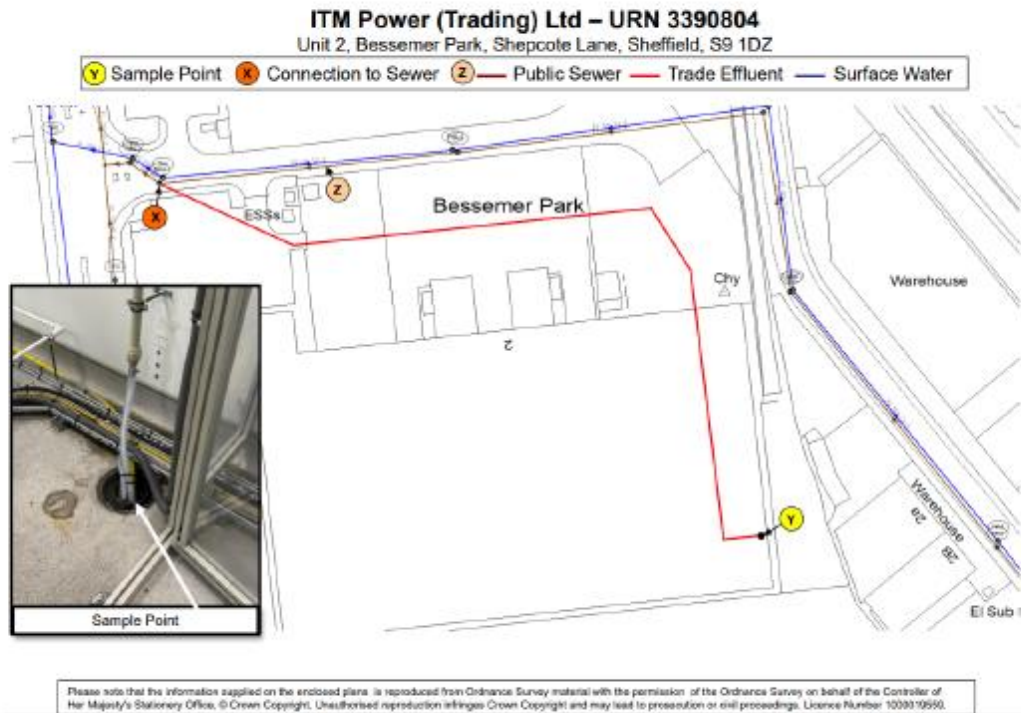 ITM Power (Trading) Ltd – URN 3390804
Unit 2, Bessemer Park, Shepcote Lane, Sheffield, S9 1DZ
Y Sample Point X Connection to Sewer Z Public Sewer Trade Effluent Surface Water
Z
X
ESSs
Bessemer Park
Chy
Warehouse
2
Y
Warehouse
2a
2B
El Sub
Sample Point
Please note that the information supplied on the enclosed plans is reproduced from Ordnance Survey material with the permission of the Ordnance Survey on behalf of the Controller of
Her Majesty's Stationery Office, © Crown Copyright. Unauthorised reproduction infringes Crown Copyright and may lead to prosecution or civil proceedings. Licence Number 1000019550.